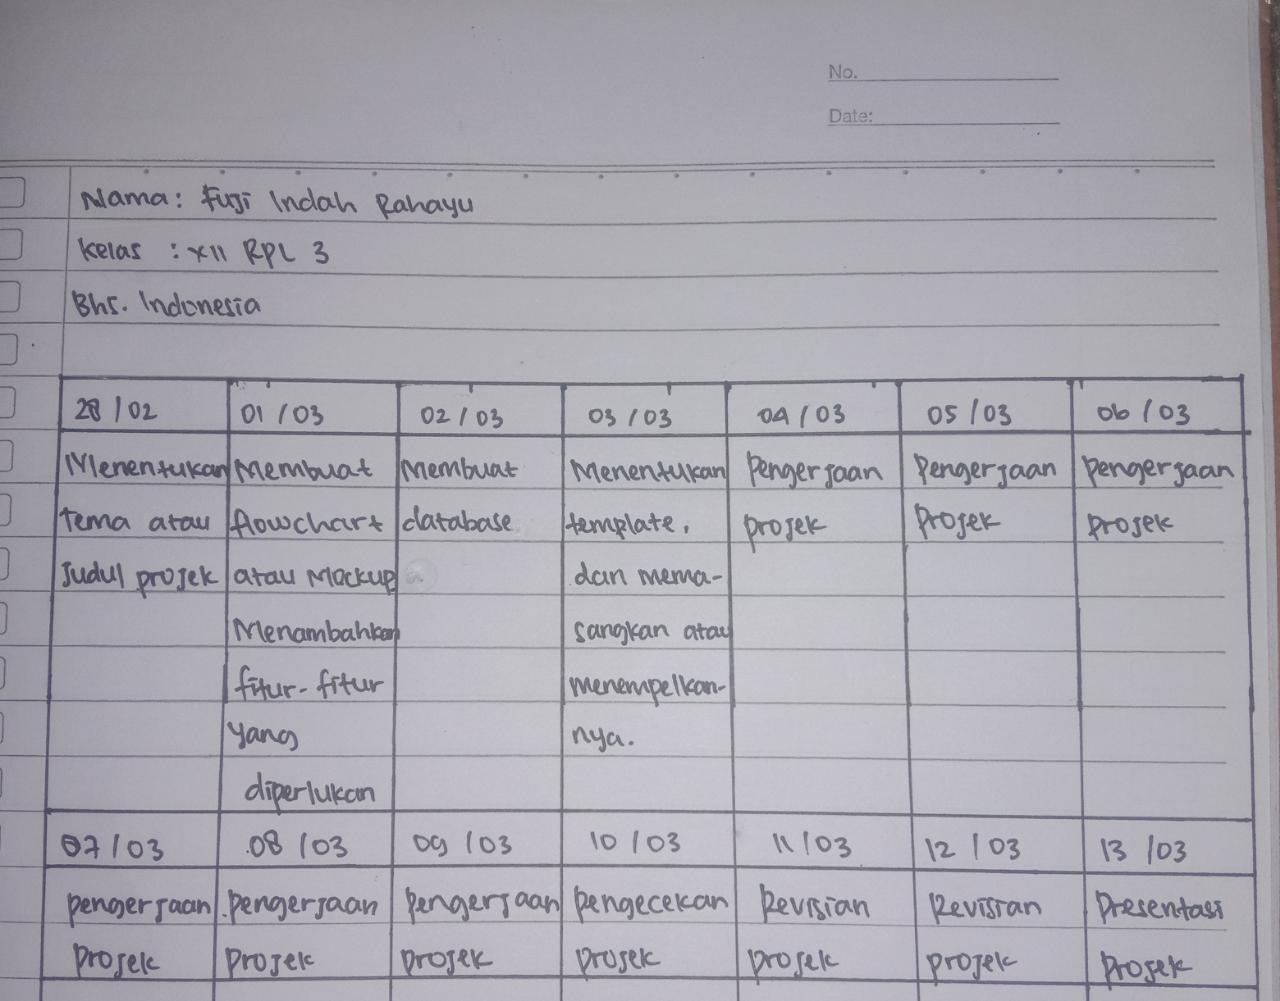 No.
Date:
Nama: Fuji Indah Rahayu
Kelas : XII RPL 3
Bhs. Indonesia
28/02 01/03 02/03 03/03 04/03 05/03 06/03
Menentukan Membuat Membuat Menentukan Pengerjaan Pengerjaan Pengerjaan
tema atau flowchart database template, projek projek projek
judul projek atau Mockup dan mema-
Menambahkan sangkan atau
fitur-fitur menempelkan-
yang nya.
diperlukan
07/03 08/03 09/03 10/03 11/03 12/03 13/03
pengerjaan pengerjaan Pengerjaan pengecekan Revisian Revisian Presentasi
projek projek projek projek projek projek projek